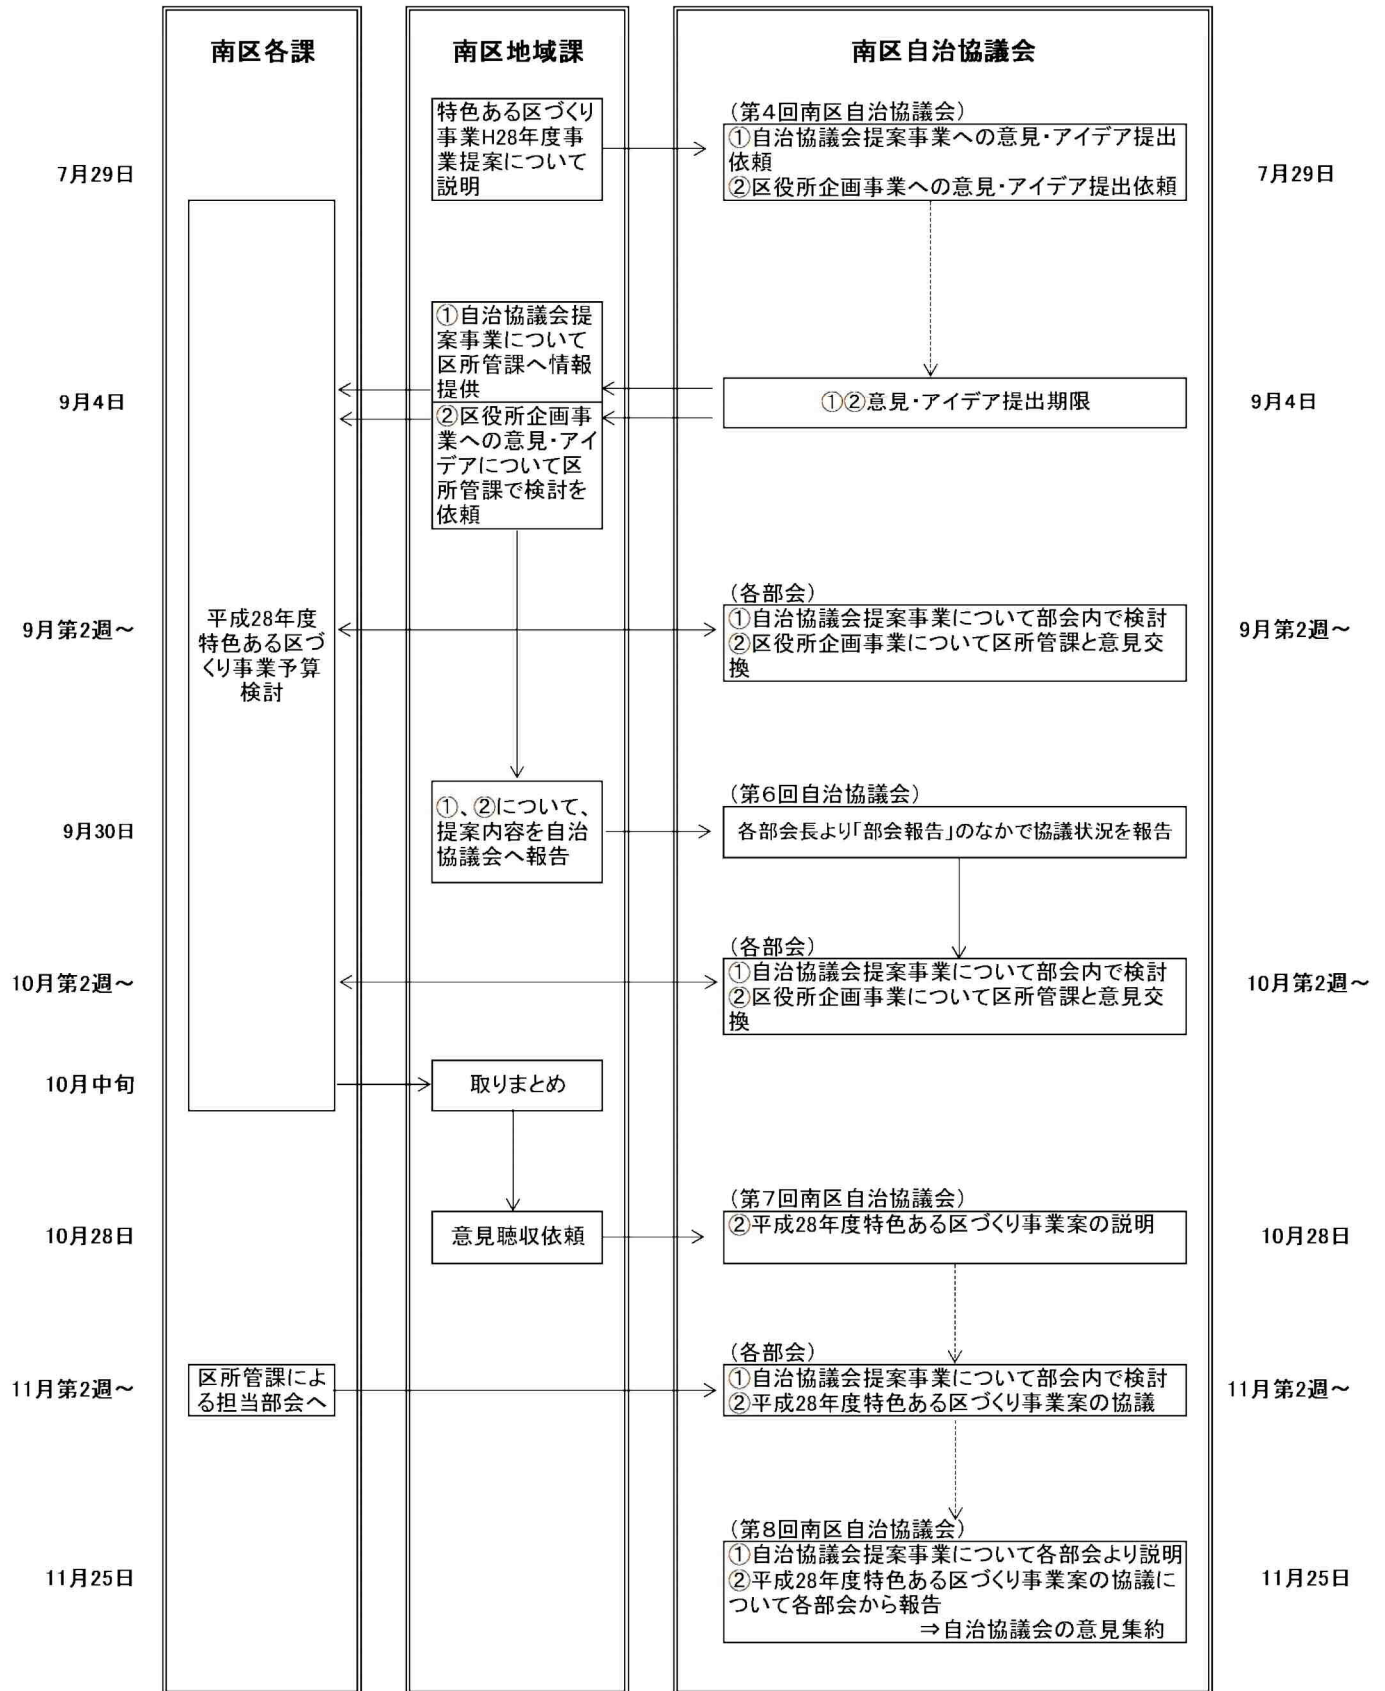 南区各課
南区地域課
南区自治協議会
7月29日
特色ある区づくり
事業H28年度事
業提案について
説明
(第4回南区自治協議会)
①自治協議会提案事業への意見・アイデア提出
依頼
②区役所企画事業への意見・アイデア提出依頼
7月29日
9月4日
①自治協議会提
案事業について
区所管課へ情報
提供
②区役所企画事
業への意見・アイ
デアについて区
所管課で検討を
依頼
①②意見・アイデア提出期限
9月4日
9月第2週～
平成28年度
特色ある区づ
くり事業予算
検討
(各部会)
①自治協議会提案事業について部会内で検討
②区役所企画事業について区所管課と意見交
換
9月第2週～
9月30日
①、②について、
提案内容を自治
協議会へ報告
(第6回自治協議会)
各部会長より「部会報告」のなかで協議状況を報告
10月第2週～
(各部会)
①自治協議会提案事業について部会内で検討
②区役所企画事業について区所管課と意見交
換
10月第2週～
10月中旬
取りまとめ
10月28日
意見聴収依頼
(第7回南区自治協議会)
②平成28年度特色ある区づくり事業案の説明
10月28日
11月第2週～
区所管課によ
る担当部会へ
(各部会)
①自治協議会提案事業について部会内で検討
②平成28年度特色ある区づくり事業案の協議
11月第2週～
11月25日
(第8回南区自治協議会)
①自治協議会提案事業について各部会より説明
②平成28年度特色ある区づくり事業案の協議に
ついて各部会から報告
⇒自治協議会の意見集約
11月25日